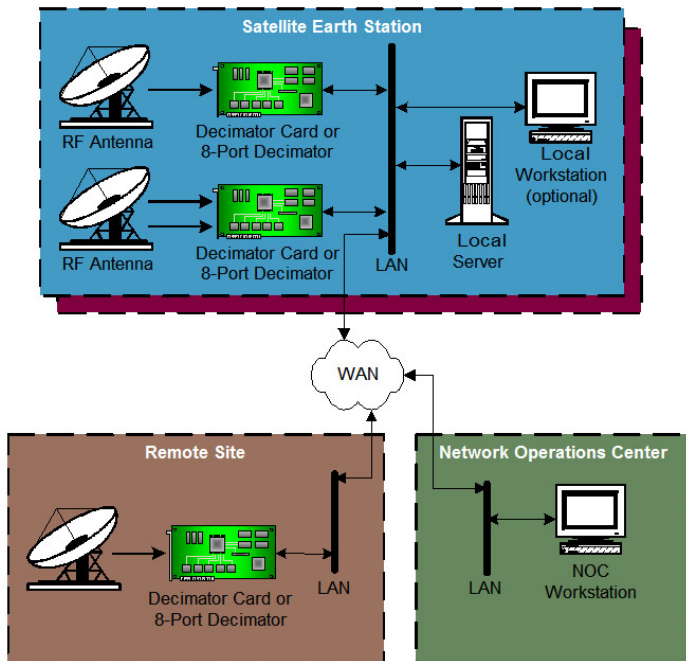 Satellite Earth Station
RF Antenna
Decimator Card or
8-Port Decimator
Local
Workstation
(optional)
RF Antenna
Decimator Card or
8-Port Decimator
LAN
Local
Server
WAN
Remote Site
Decimator Card or
8-Port Decimator
LAN
Network Operations Center
LAN
NOC
Workstation